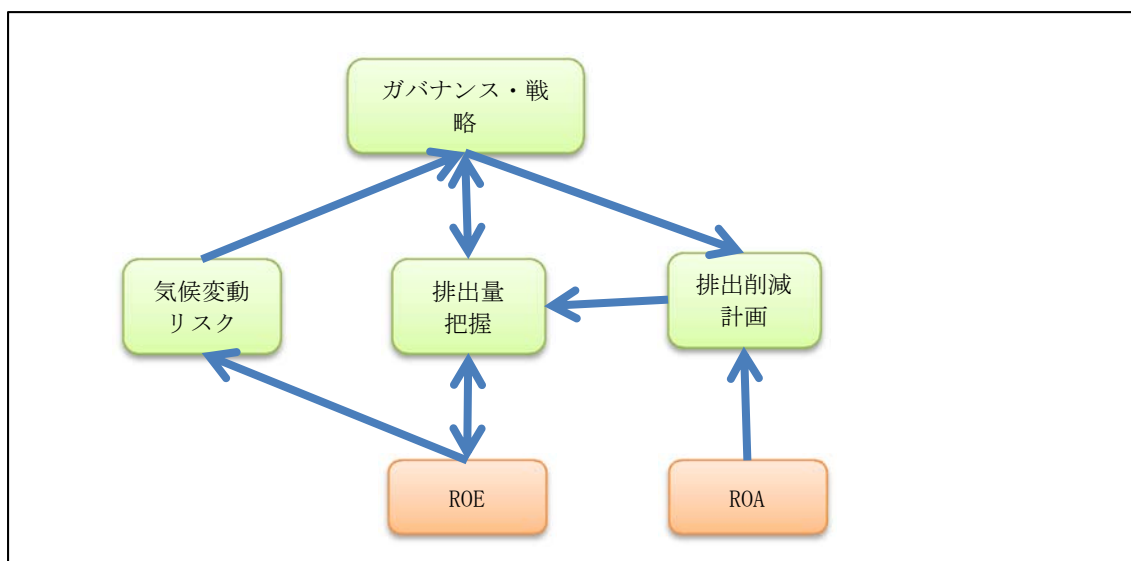 ガバナンス・戦
略
気候変動
リスク
排出量
把握
排出削減
計画
ROE
ROA